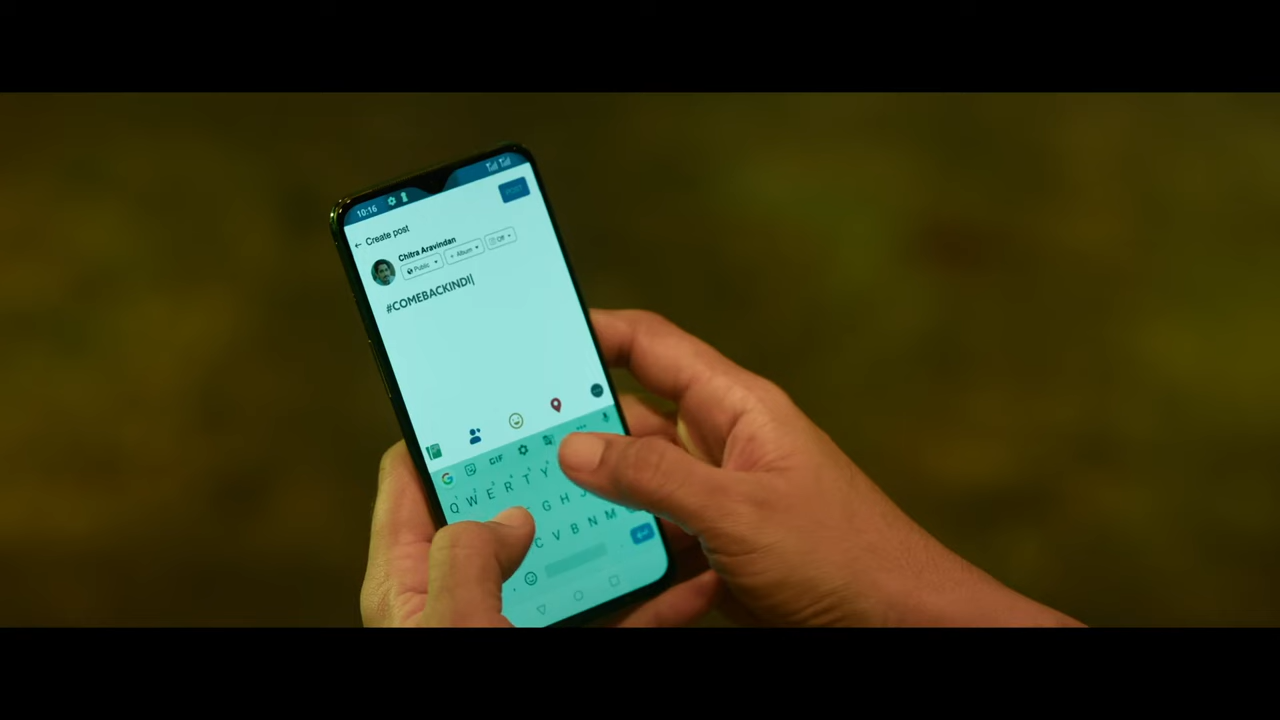 10:16
← Create post
Chitra Aravindan
Public
+ Album
Off
POST
#COMEBACKINDI
GIF
Q W E R T Y
G H J
C V B N M